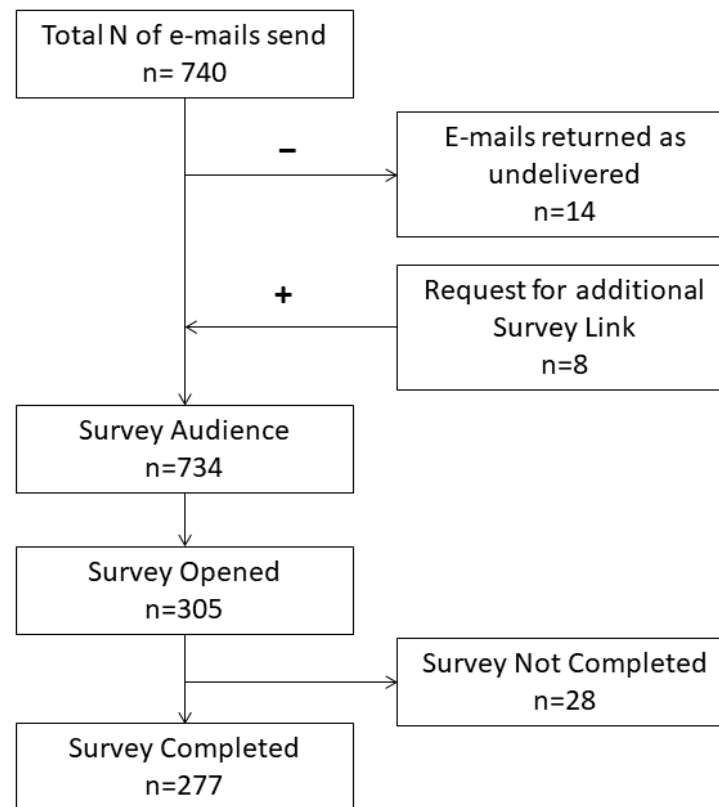 Total N of e-mails send
n= 740
–
E-mails returned as
undelivered
n=14
+
Request for additional
Survey Link
n=8
Survey Audience
n=734
Survey Opened
n=305
Survey Not Completed
n=28
Survey Completed
n=277